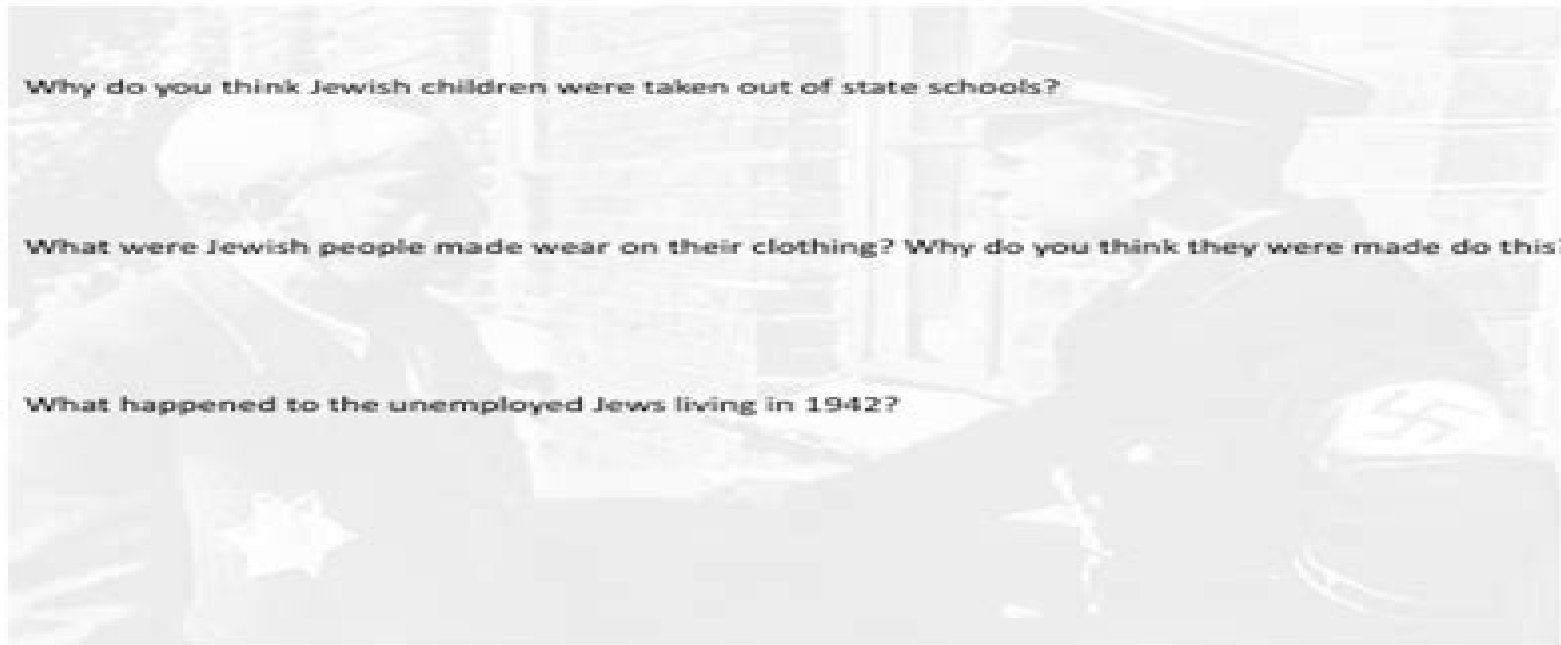 Why do you think Jewish children were taken out of state schools?
What were Jewish people made wear on their clothing? Why do you think they were made do this?
What happened to the unemployed Jews living in 1942?